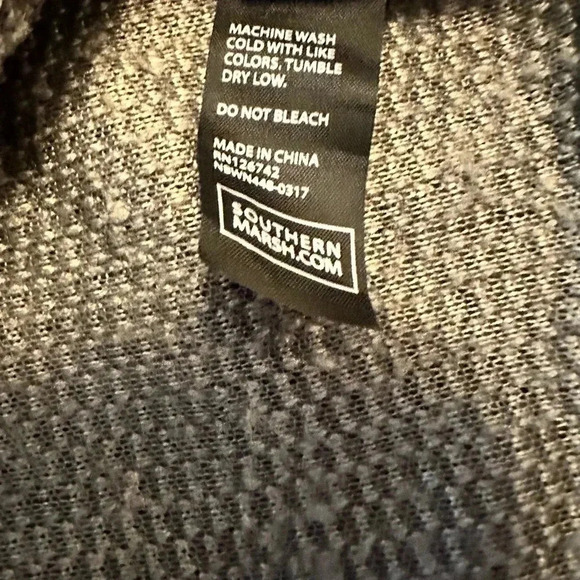 MACHINE WASH
COLD WITH LIKE
COLORS, TUMBLE
DRY LOW.
DO NOT BLEACH
MADE IN CHINA
RN126742
NBWN448-0317
SOUTHERN
MARSH.COM